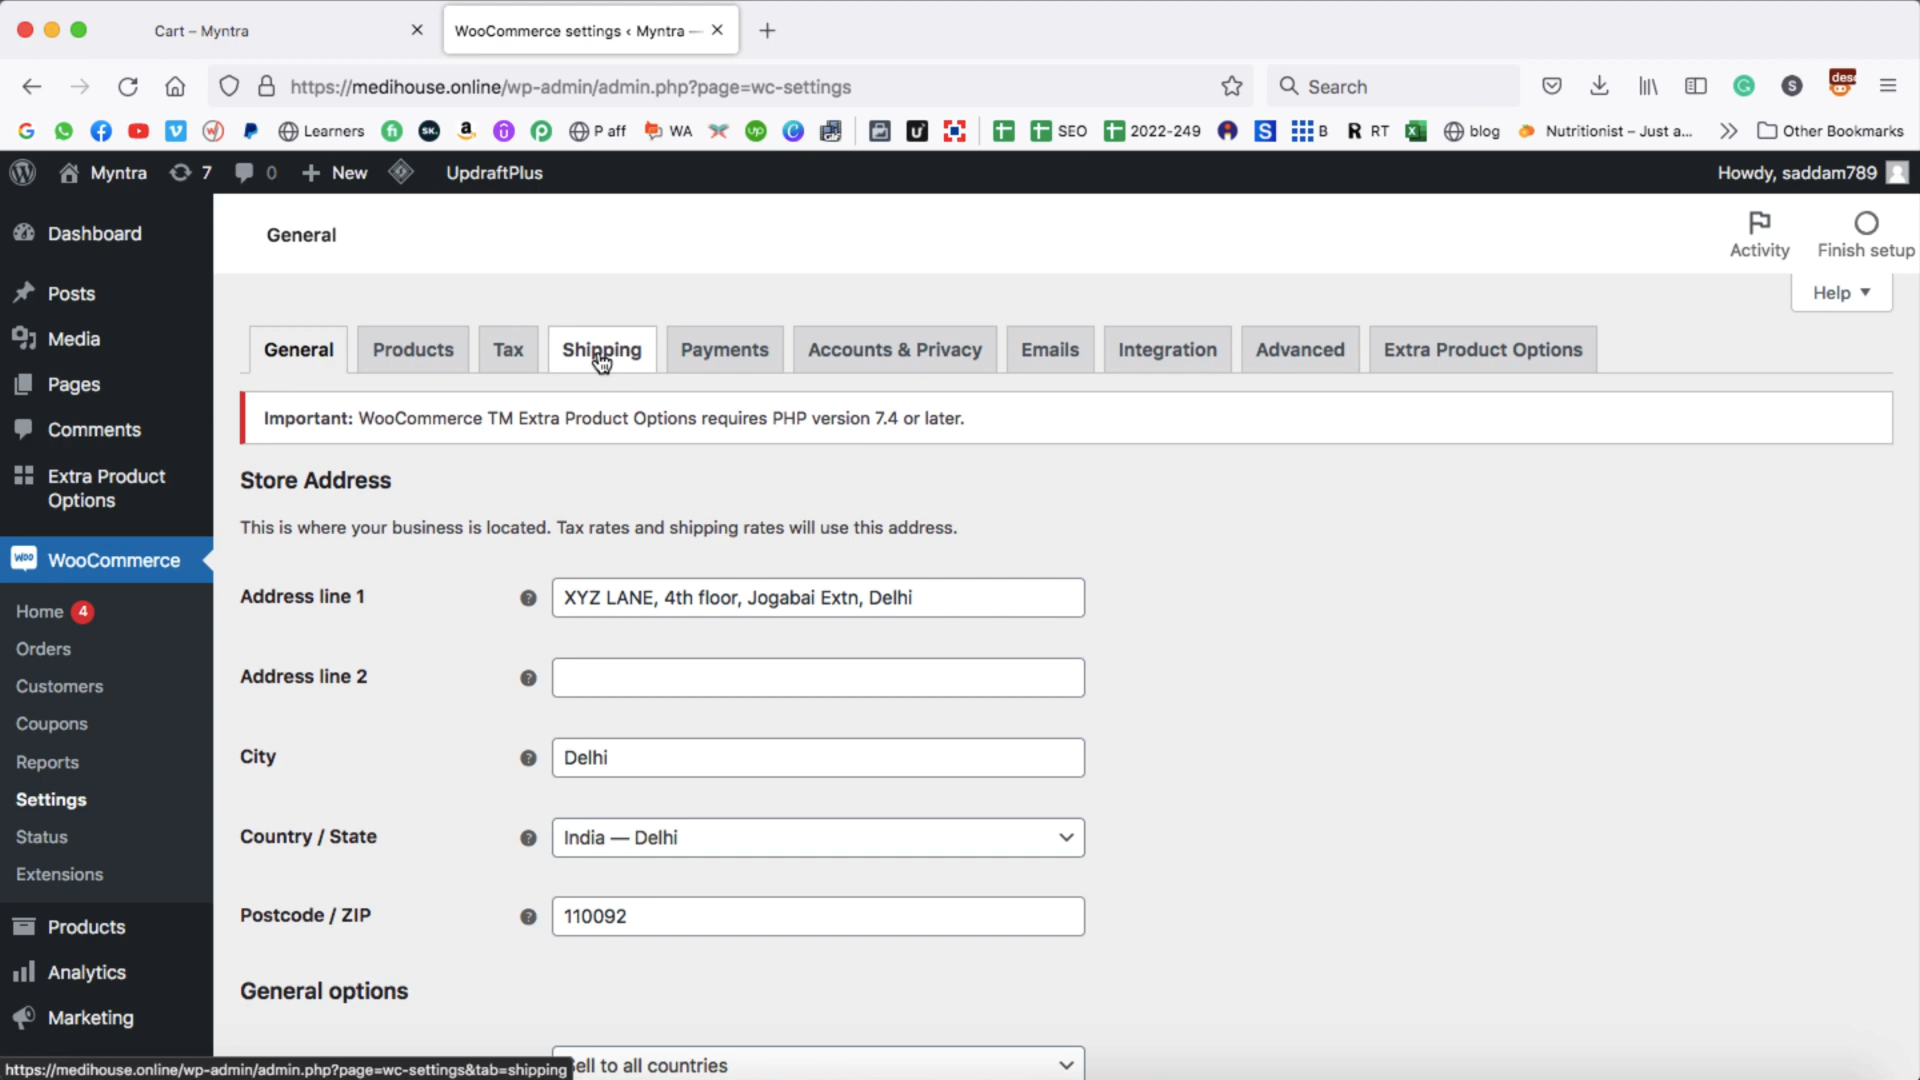 Cart – Myntra
WooCommerce settings ‹ Myntra —
https://medihouse.online/wp-admin/admin.php?page=wc-settings
Search
Learners
P aff
WA
SEO
2022-249
B
RT
blog
Nutritionist – Just a...
Other Bookmarks
Myntra
7
0
New
UpdraftPlus
Howdy, saddam789
Dashboard
Posts
Media
Pages
Comments
Extra Product
Options
WooCommerce
Home 4
Orders
Customers
Coupons
Reports
Settings
Status
Extensions
Products
Analytics
Marketing
General
Activity
Finish setup
Help
General
Products
Tax
Shipping
Payments
Accounts & Privacy
Emails
Integration
Advanced
Extra Product Options
Important: WooCommerce TM Extra Product Options requires PHP version 7.4 or later.
Store Address
This is where your business is located. Tax rates and shipping rates will use this address.
Address line 1
XYZ LANE, 4th floor, Jogabai Extn, Delhi
Address line 2
City
Delhi
Country / State
India — Delhi
Postcode / ZIP
110092
General options
ell to all countries
https://medihouse.online/wp-admin/admin.php?page=wc-settings&tab=shipping